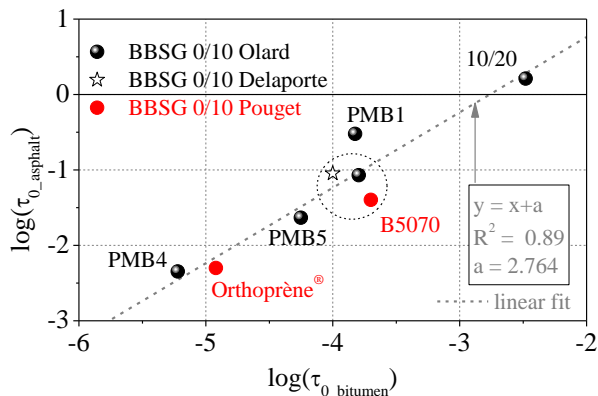 1
0
-1
-2
-3
log(τ0_asphalt)
BBSG 0/10 Olard
BBSG 0/10 Delaporte
BBSG 0/10 Pouget
10/20
PMB1
B5070
PMB5
PMB4
Orthoprène®
y = x+a
R2 = 0.89
a = 2.764
linear fit
-6 -5 -4 -3 -2
log(τ0_bitumen)